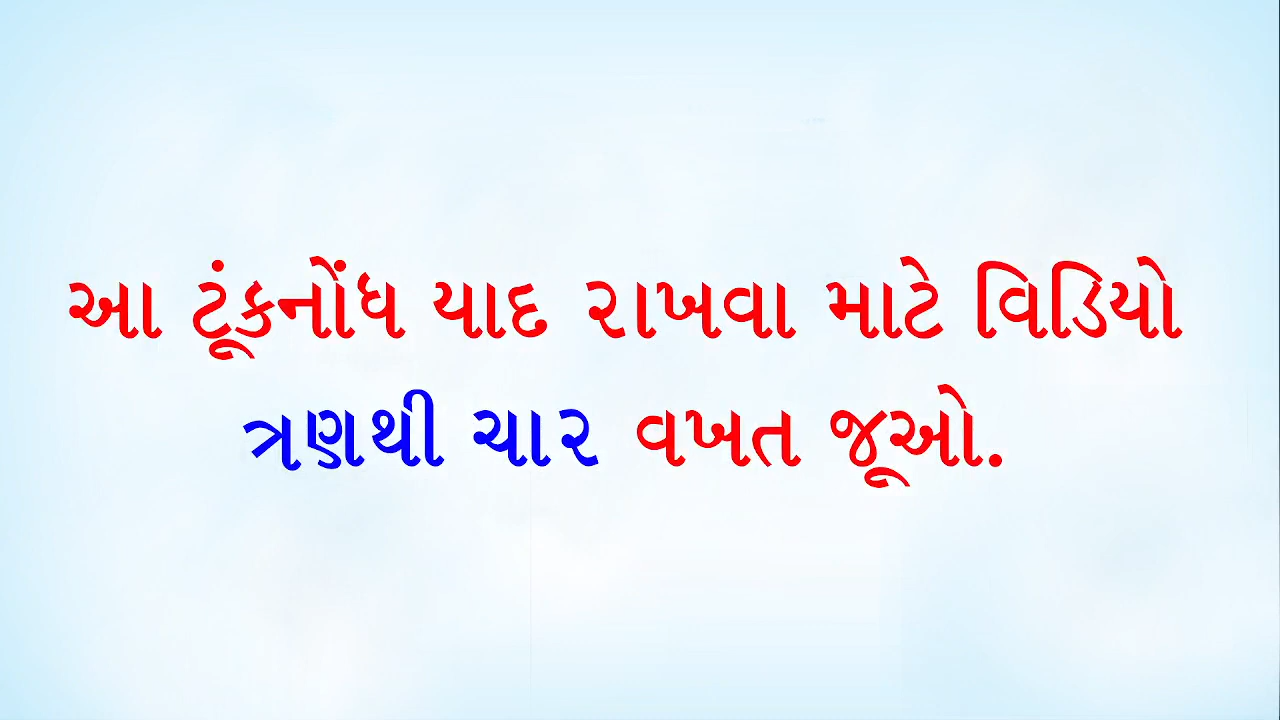 આ ટૂંકનોંધ યાદ રાખવા માટે વિડિયો
ત્રણથી ચાર વખત જૂઓ.